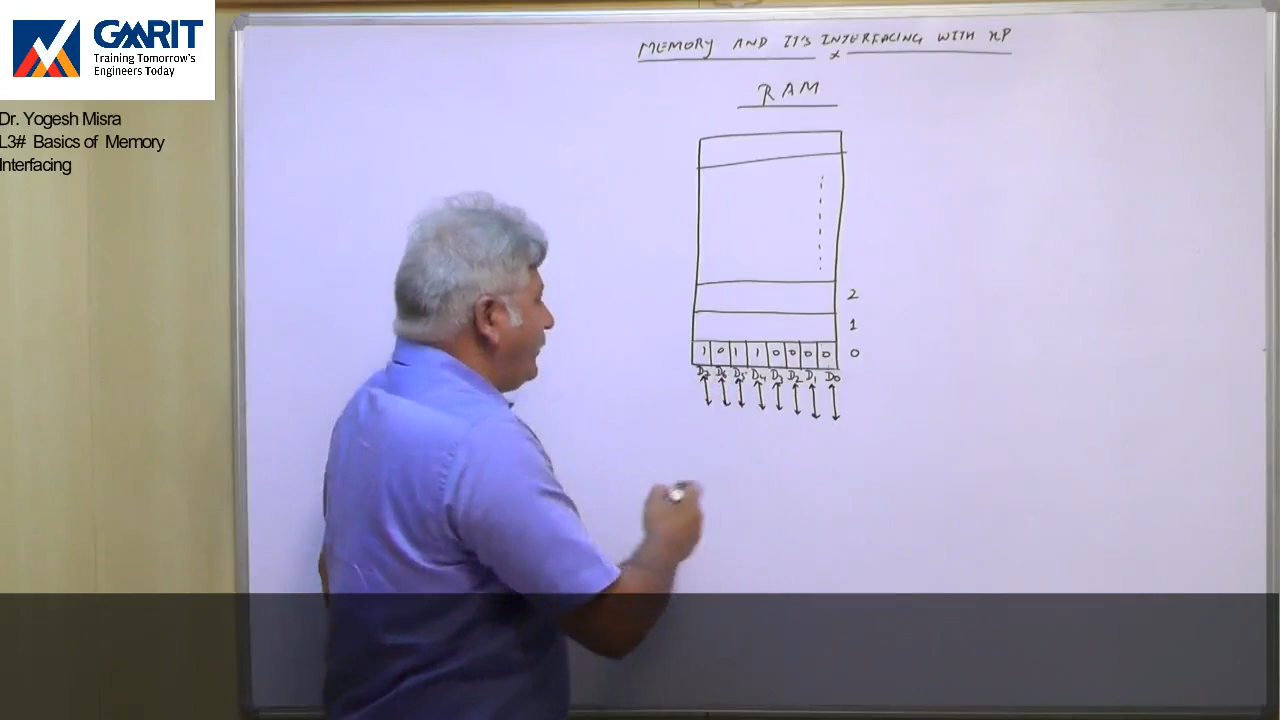 GMRIT
Training Tomorrow's
Engineers Today
Dr. Yogesh Misra
L3# Basics of Memory
Interfacing
MEMORY AND IT'S INTERFACING WITH μP
RAM
2
1
1 0 1 1 0 0 0 0 0
D7 D6 D5 D4 D3 D2 D1 D0